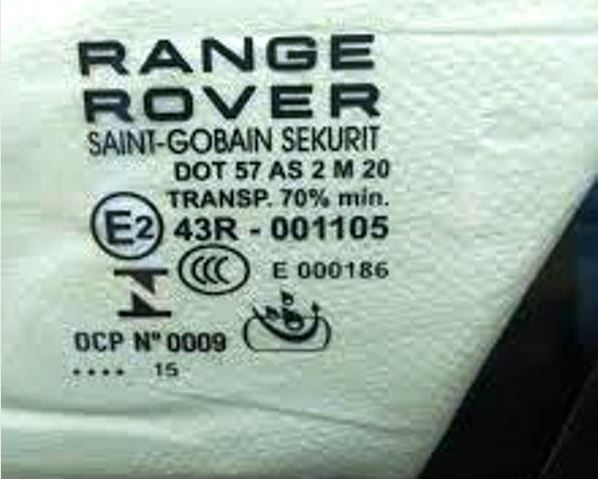 RANGE
ROVER
SAINT-GOBAIN SEKURIT
DOT 57 AS 2 M 20
TRANSP. 70% min.
E2 43R - 001105
CCC E 000186
OCP Nº 0009
•••• 15